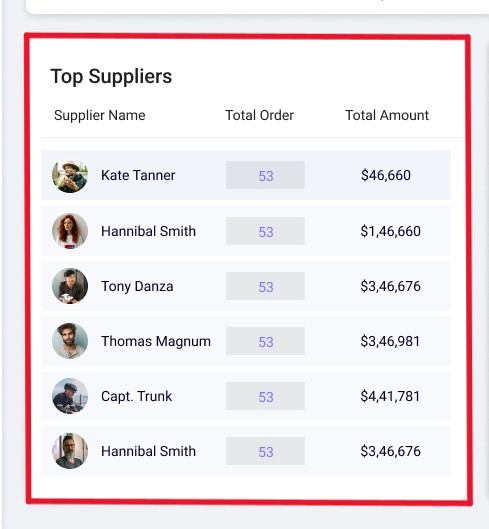 Top Suppliers
Supplier Name Total Order Total Amount
Kate Tanner 53 $46,660
Hannibal Smith 53 $1,46,660
Tony Danza 53 $3,46,676
Thomas Magnum 53 $3,46,981
Capt. Trunk 53 $4,41,781
Hannibal Smith 53 $3,46,676